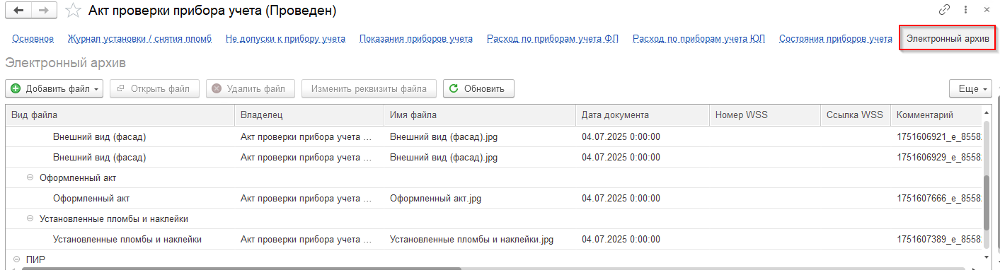 Акт проверки прибора учета (Проведен)
Основное Журнал установки / снятия пломб Не допуски к прибору учета Показания приборов учета Расход по приборам учета ФЛ Расход по приборам учета ЮЛ Состояния приборов учета Электронный архив
Электронный архив
Добавить файл Открыть файл Удалить файл Изменить реквизиты файла Обновить Еще
Вид файла Владелец Имя файла Дата документа Номер WSS Ссылка WSS Комментарий
Внешний вид (фасад) Акт проверки прибора учета ... Внешний вид (фасад).jpg 04.07.2025 0:00:00 1751606921_e_8558
Внешний вид (фасад) Акт проверки прибора учета ... Внешний вид (фасад).jpg 04.07.2025 0:00:00 1751606929_e_8558
Оформленный акт
Оформленный акт Акт проверки прибора учета ... Оформленный акт.jpg 04.07.2025 0:00:00 1751607666_e_8558
Установленные пломбы и наклейки
Установленные пломбы и наклейки Акт проверки прибора учета ... Установленные пломбы и наклейки.jpg 04.07.2025 0:00:00 1751607389_e_8558
ПИР